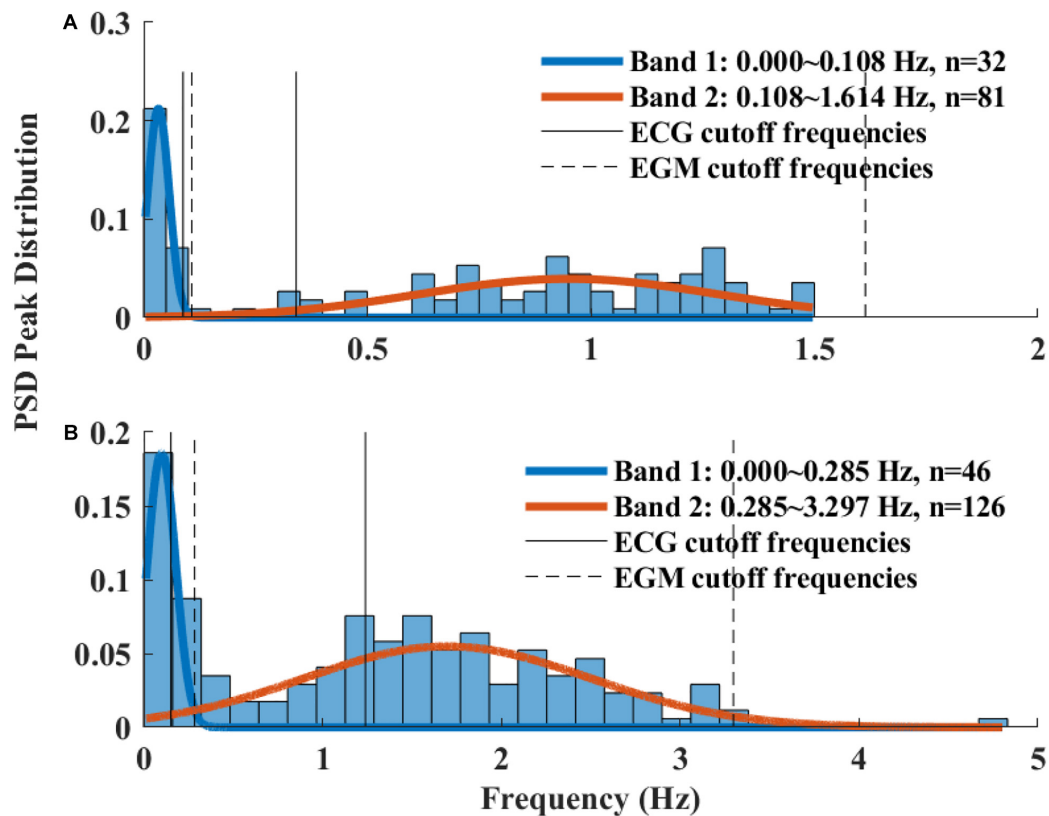 PSD Peak Distribution
A
0.3
0.2
0.1
0
Band 1: 0.000~0.108 Hz, n=32
Band 2: 0.108~1.614 Hz, n=81
ECG cutoff frequencies
EGM cutoff frequencies
0 0.5 1 1.5 2
B
0.2
0.15
0.1
0.05
0
Band 1: 0.000~0.285 Hz, n=46
Band 2: 0.285~3.297 Hz, n=126
ECG cutoff frequencies
EGM cutoff frequencies
0 1 2 3 4 5
Frequency (Hz)